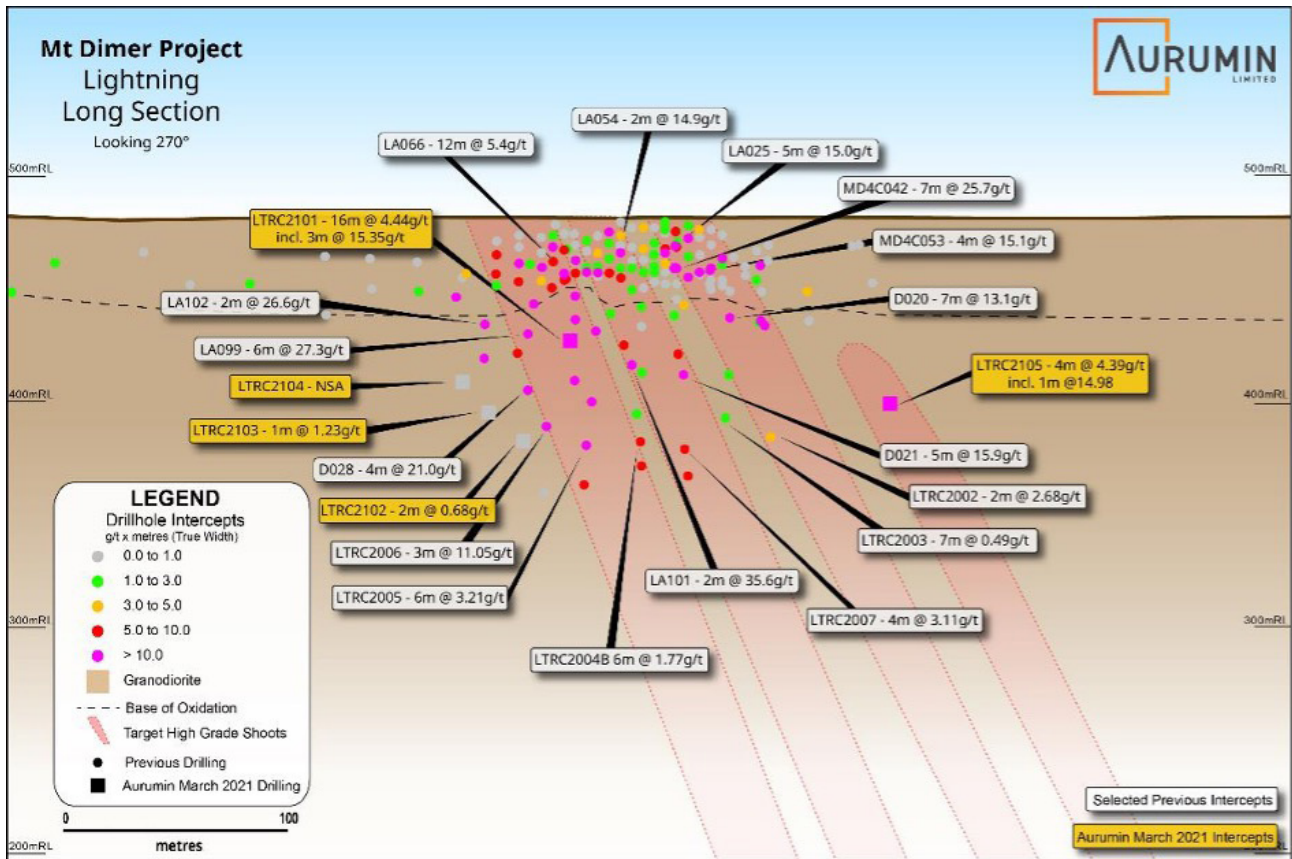 Mt Dimer Project
Lightning
Long Section
Looking 270°
AURUMIN
LIMITED
LA054 - 2m @ 14.9g/t
LA066 - 12m @ 5.4g/t
LA025 - 5m @ 15.0g/t
500mRL
500mRL
MD4C042 - 7m @ 25.7g/t
LTRC2101 - 16m @ 4.44g/t
incl. 3m @ 15.35g/t
MD4C053 - 4m @ 15.1g/t
LA102 - 2m @ 26.6g/t
D020 - 7m @ 13.1g/t
LA099 - 6m @ 27.3g/t
LTRC2105 - 4m @ 4.39g/t
incl. 1m @14.98
LTRC2104 - NSA
400mRL
400mRL
LTRC2103 - 1m @ 1.23g/t
D028 - 4m @ 21.0g/t
D021 - 5m @ 15.9g/t
LTRC2002 - 2m @ 2.68g/t
LTRC2102 - 2m @ 0.68g/t
LTRC2003 - 7m @ 0.49g/t
LTRC2006 - 3m @ 11.05g/t
LA101 - 2m @ 35.6g/t
LTRC2005 - 6m @ 3.21g/t
LTRC2007 - 4m @ 3.11g/t
300mRL
300mRL
LTRC2004B 6m @ 1.77g/t
LEGEND
Drillhole Intercepts
g/t x metres (True Width)
0.0 to 1.0
1.0 to 3.0
3.0 to 5.0
5.0 to 10.0
> 10.0
Granodiorite
Base of Oxidation
Target High Grade Shoots
Previous Drilling
Aurumin March 2021 Drilling
0 100
metres
200mRL
Selected Previous Intercepts
Aurumin March 2021 Intercepts